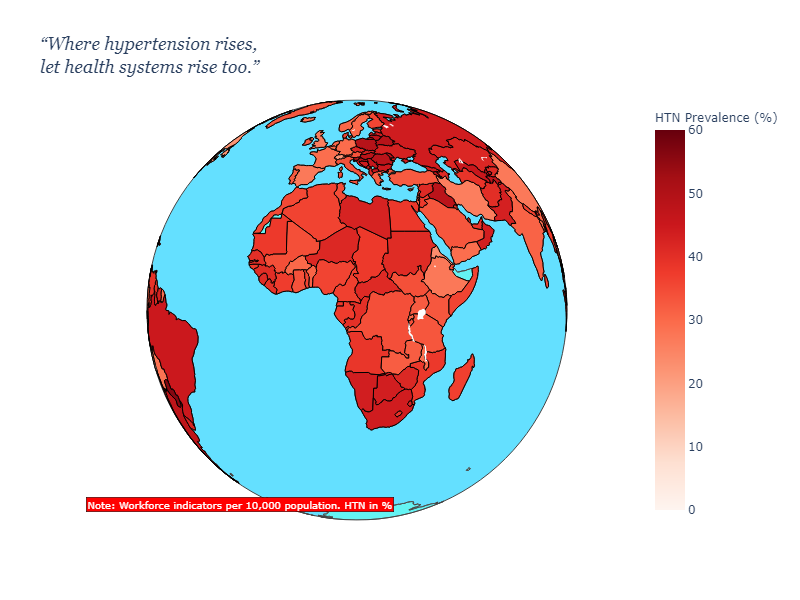 “Where hypertension rises,
let health systems rise too.”
HTN Prevalence (%)
60
50
40
30
20
10
0
Note: Workforce indicators per 10,000 population. HTN in %